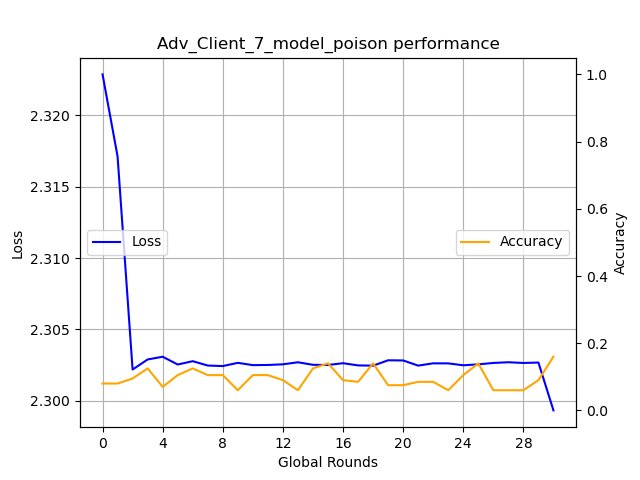 Adv_Client_7_model_poison performance
2.320
2.315
2.310
2.305
2.300
Loss
Loss
Accuracy
1.0
0.8
0.6
0.4
0.2
0.0
Accuracy
0 4 8 12 16 20 24 28
Global Rounds